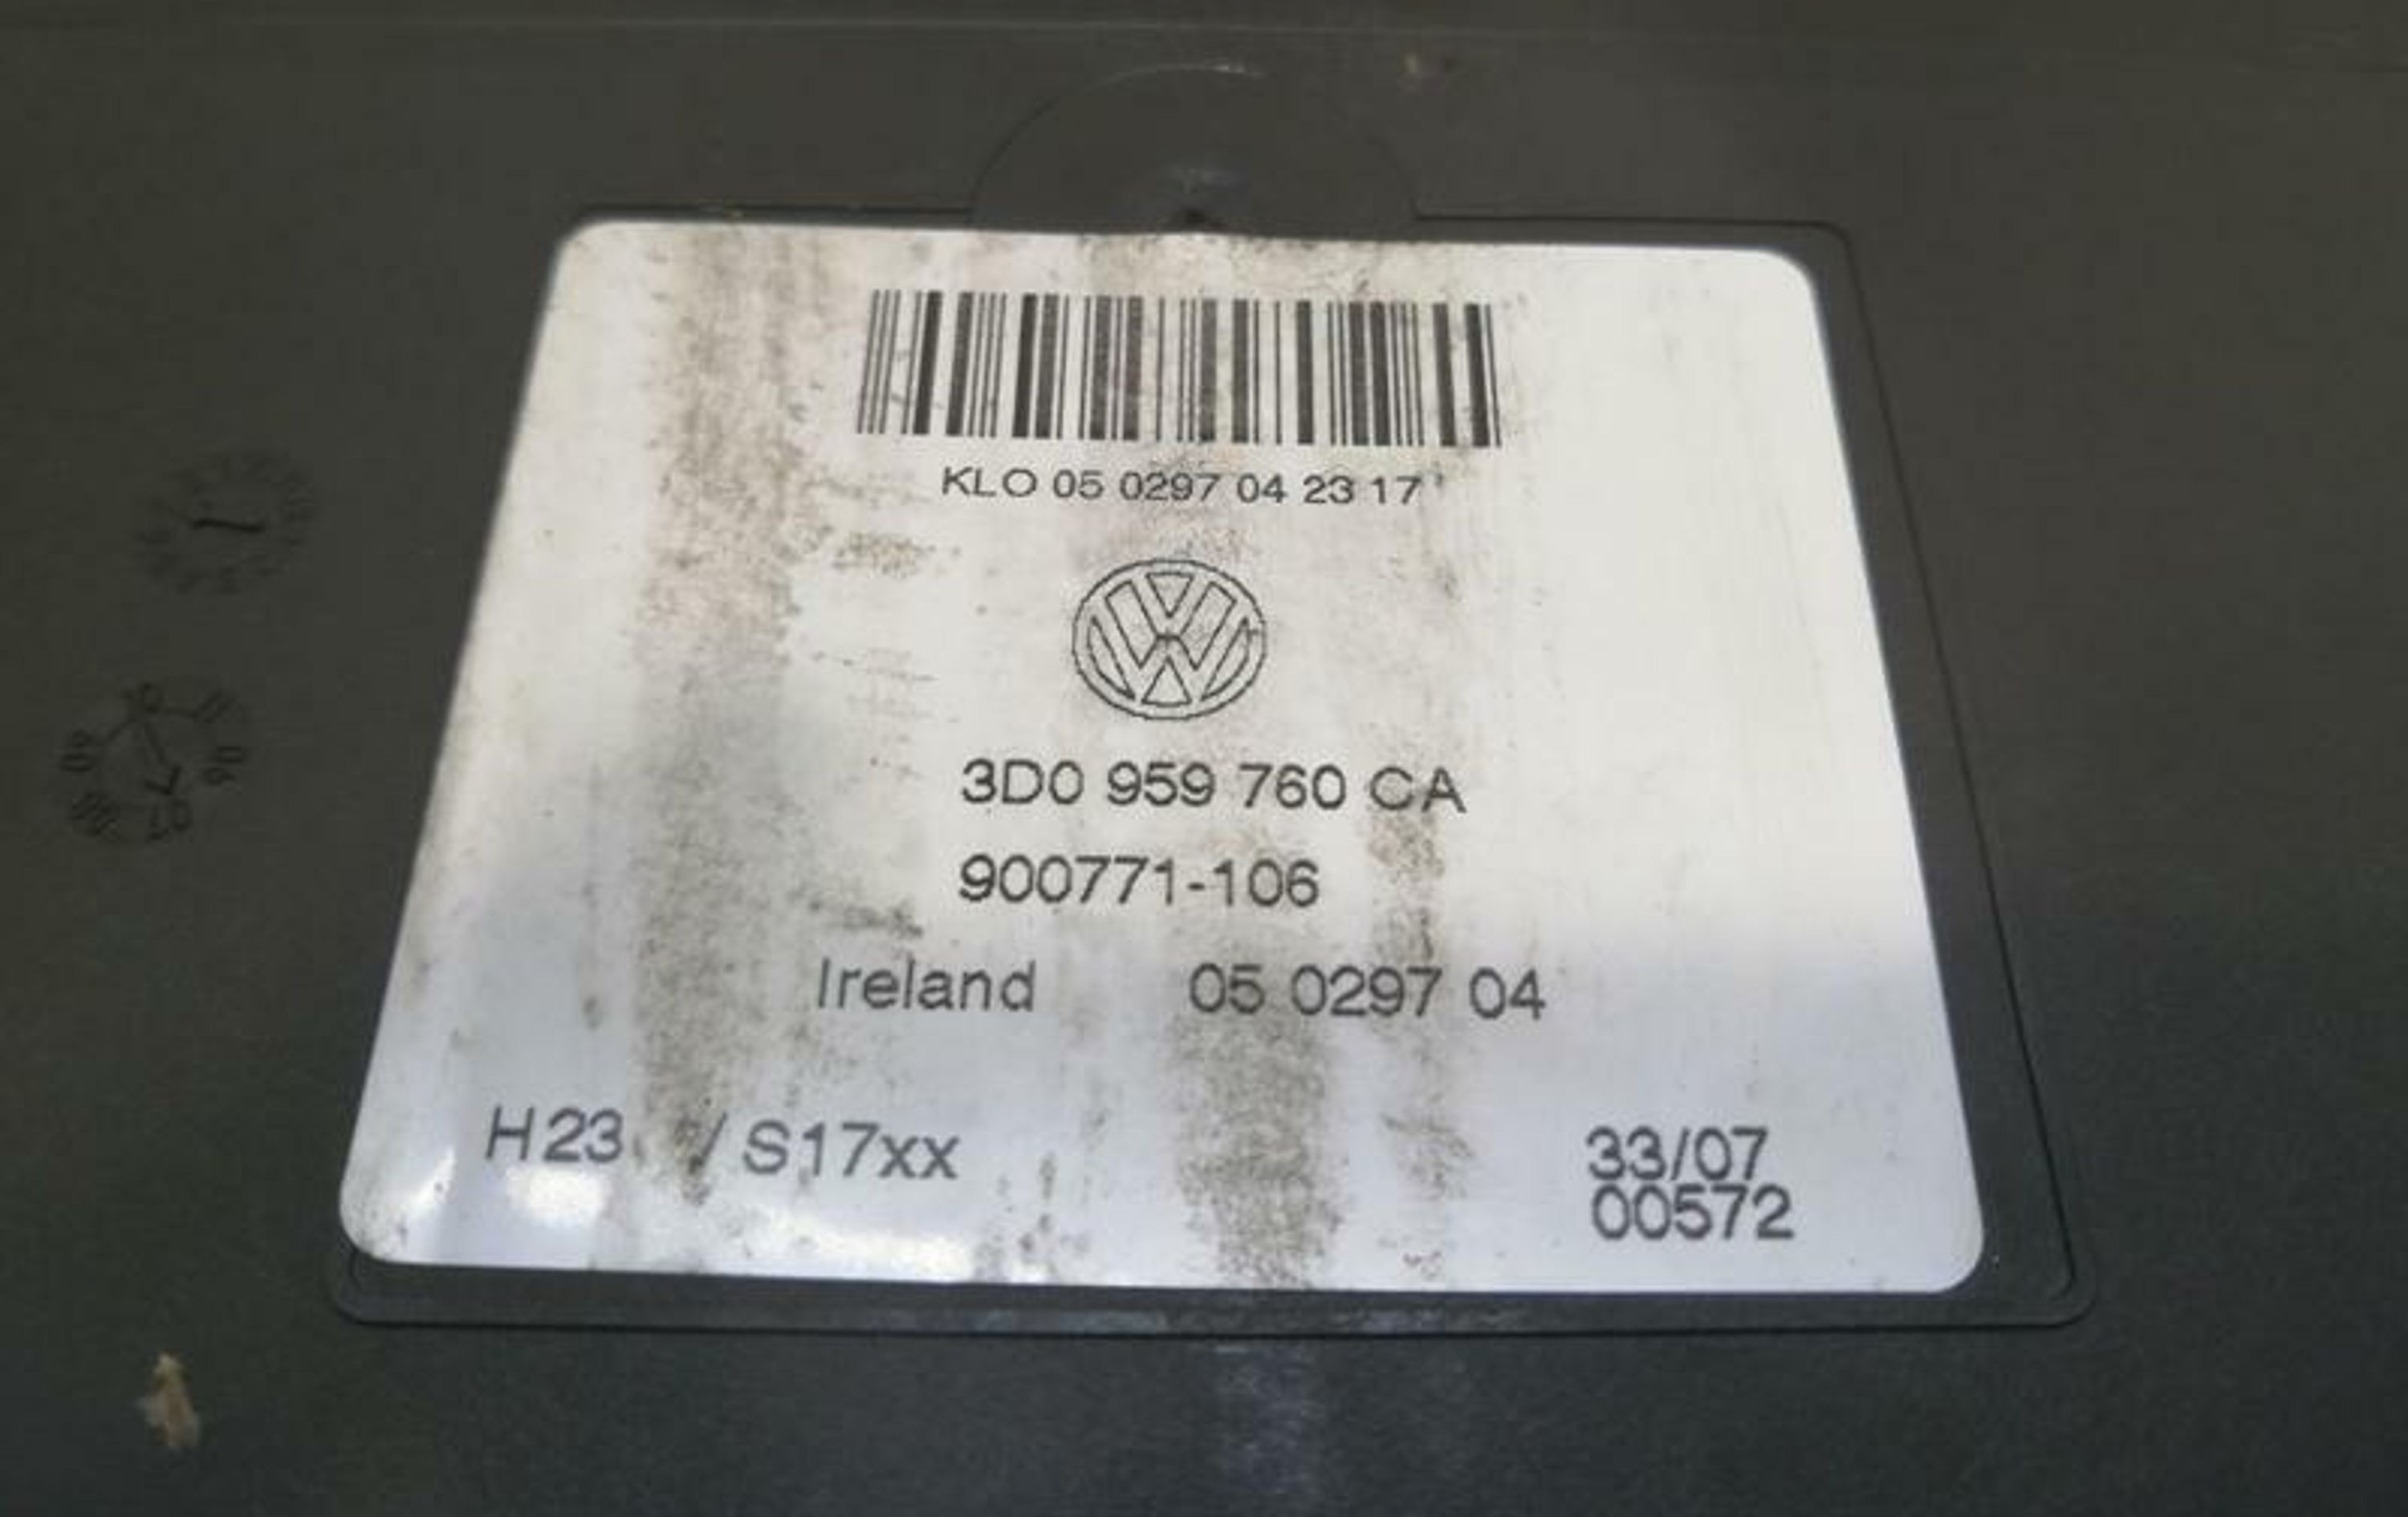 KLO 05 0297 04 23 17
3D0 959 760 CA
900771-106
Ireland 05 0297 04
H23 / S17xx
33/07
00572